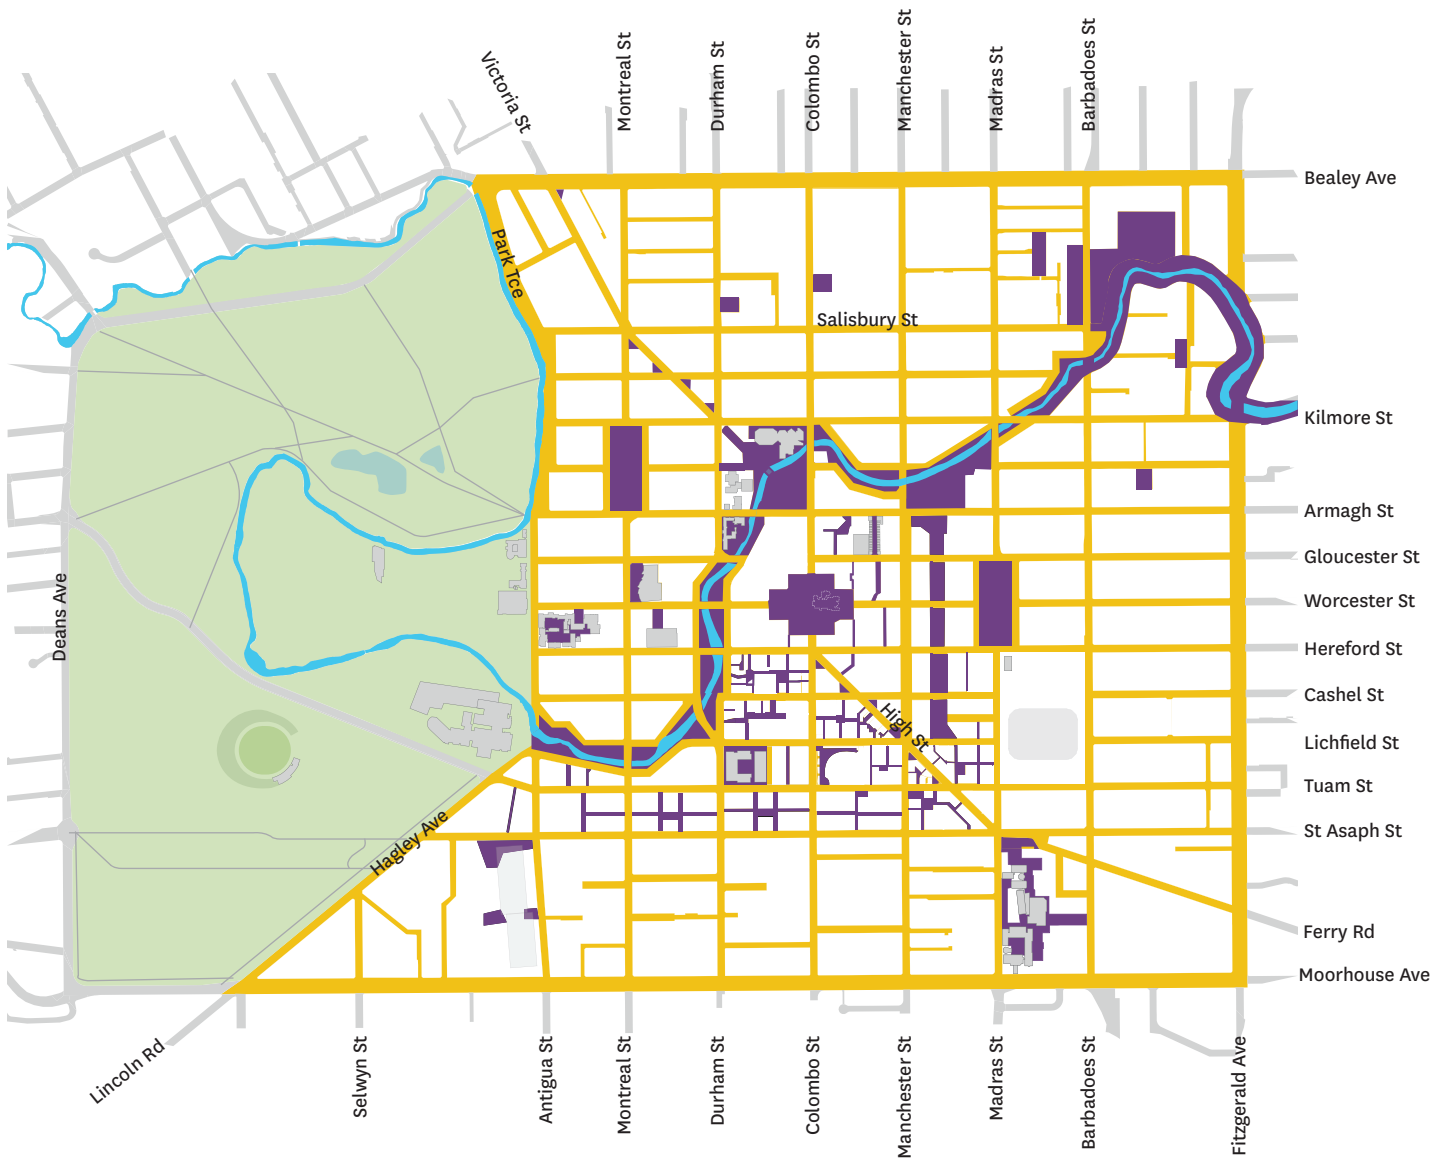 Victoria St
Montreal St
Durham St
Colombo St
Manchester St
Madras St
Barbadoes St
Bealey Ave
Park Tce
Salisbury St
Kilmore St
Armagh St
Gloucester St
Worcester St
Deans Ave
Hereford St
Cashel St
High St
Lichfield St
Tuam St
Hagley Ave
St Asaph St
Ferry Rd
Moorhouse Ave
Lincoln Rd
Selwyn St
Antigua St
Montreal St
Durham St
Colombo St
Manchester St
Madras St
Barbadoes St
Fitzgerald Ave